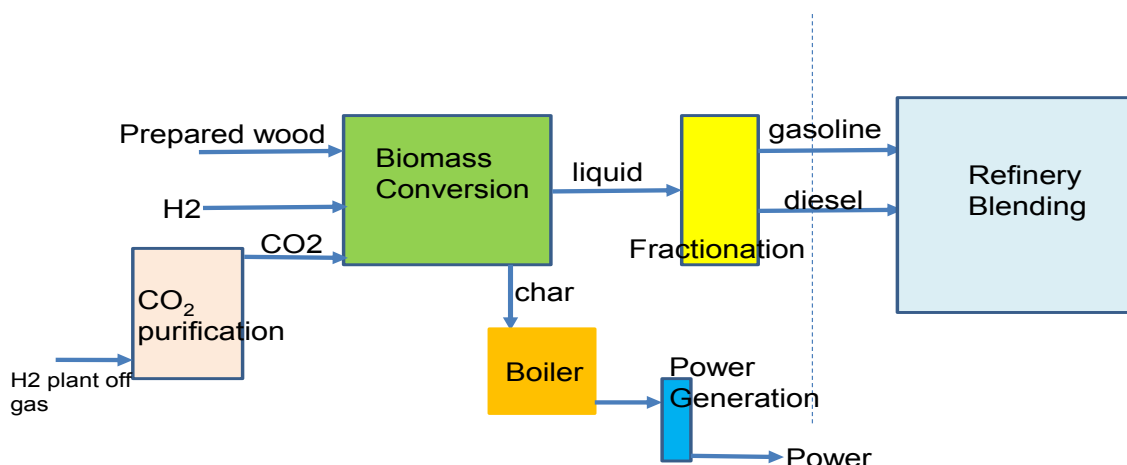 Prepared wood
H2
CO2
CO₂
purification
H2 plant off
gas
Biomass
Conversion
liquid
char
Boiler
Fractionation
gasoline
diesel
Refinery
Blending
Power
Generation
Power